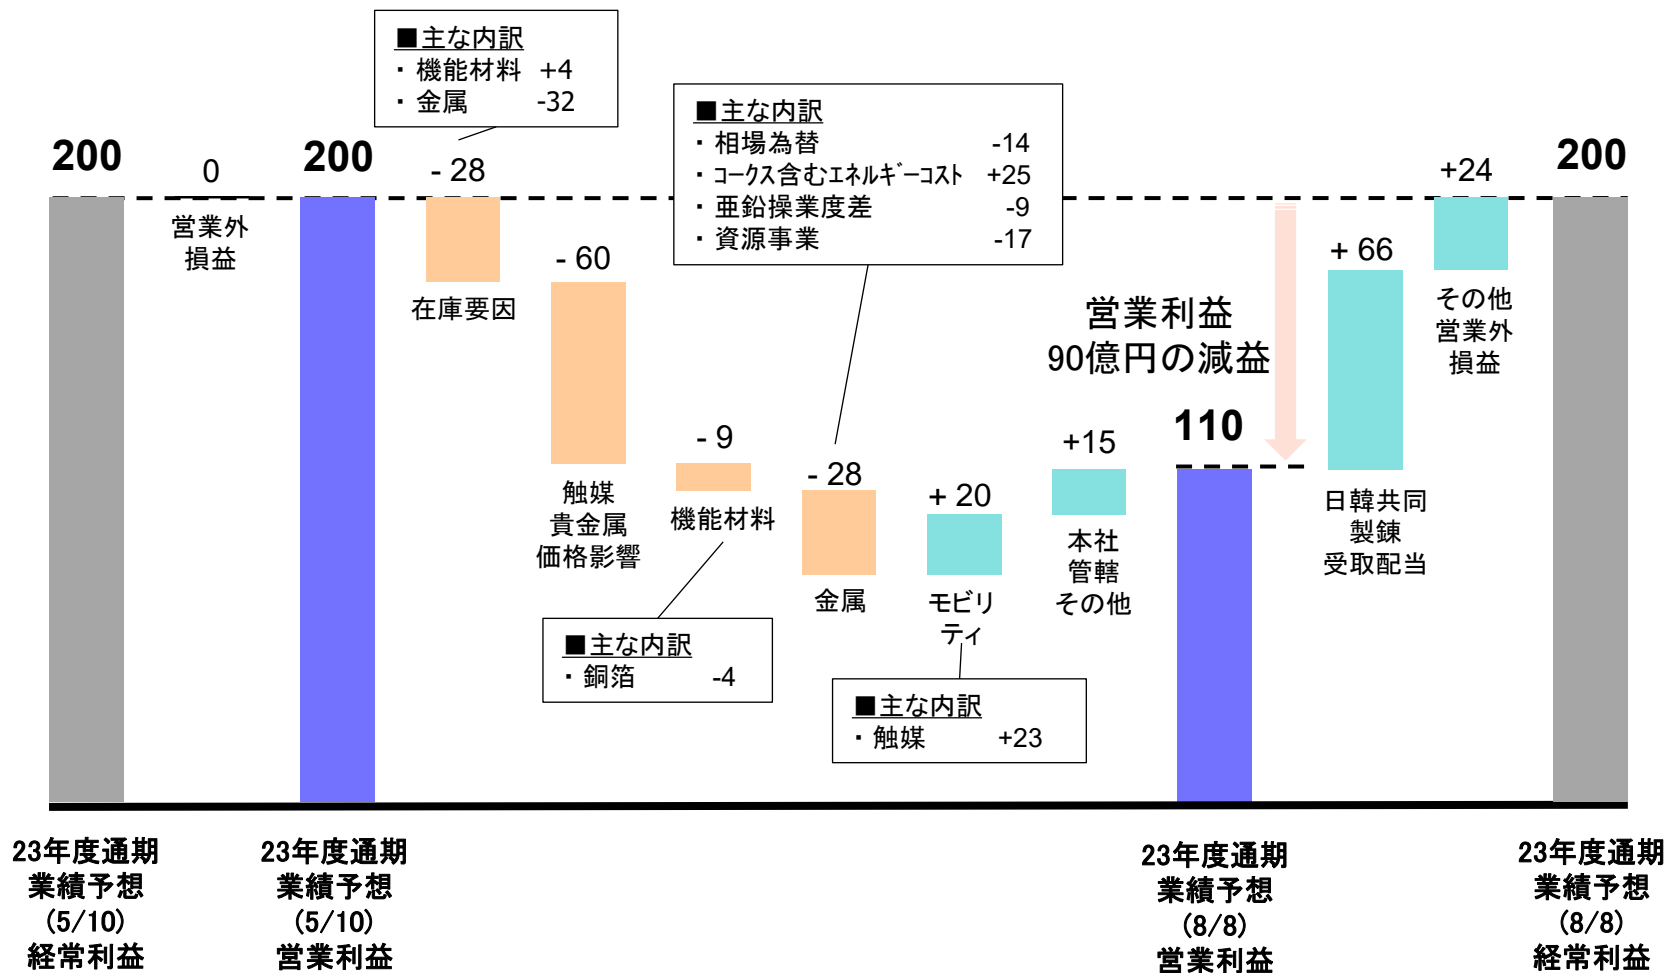 ■主な内訳
・ 機能材料 +4
・ 金属 -32
■主な内訳
・ 相場為替 -14
・ コークス含むエネルギーコスト +25
・ 亜鉛操業度差 -9
・ 資源事業 -17
200
0
営業外
損益
200
- 28
在庫要因
- 60
触媒
貴金属
価格影響
- 9
機能材料
■主な内訳
・ 銅箔 -4
- 28
金属
+ 20
モビリ
ティ
■主な内訳
・ 触媒 +23
+15
本社
管轄
その他
営業利益
90億円の減益
110
+ 66
日韓共同
製錬
受取配当
+24
その他
営業外
損益
200
23年度通期
業績予想
(5/10)
経常利益
23年度通期
業績予想
(5/10)
営業利益
23年度通期
業績予想
(8/8)
営業利益
23年度通期
業績予想
(8/8)
経常利益